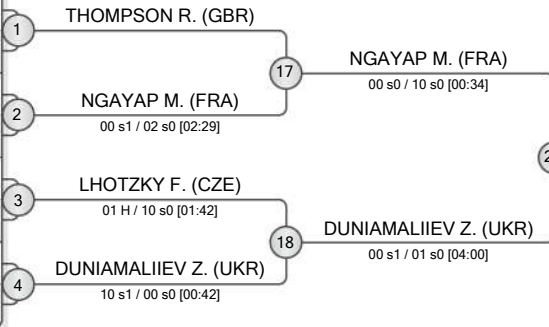 THOMPSON R. (GBR)
1
17
NGAYAP M. (FRA)
00 s0 / 10 s0 [00:34]
NGAYAP M. (FRA)
2
00 s1 / 02 s0 [02:29]
LHOTZKY F. (CZE)
3
01 H / 10 s0 [01:42]
18
DUNIAMALIIEV Z. (UKR)
00 s1 / 01 s0 [04:00]
DUNIAMALIIEV Z. (UKR)
4
10 s1 / 00 s0 [00:42]